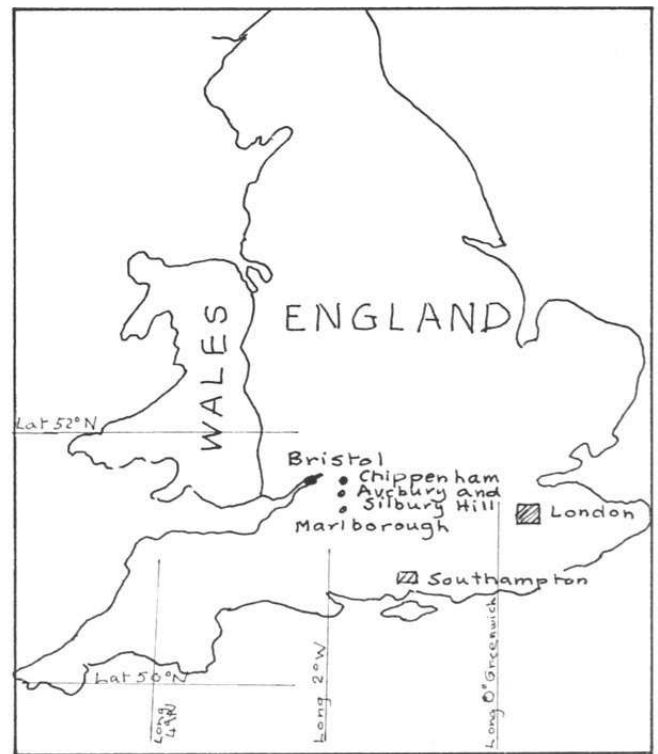 ENGLAND
WALES
Lat 52°N
Bristol
Chippenham
Avebury and
Silbury Hill
Marlborough
London
Southampton
Lat 50°N
Long 4°W
Long 2°W
Long 0° Greenwich